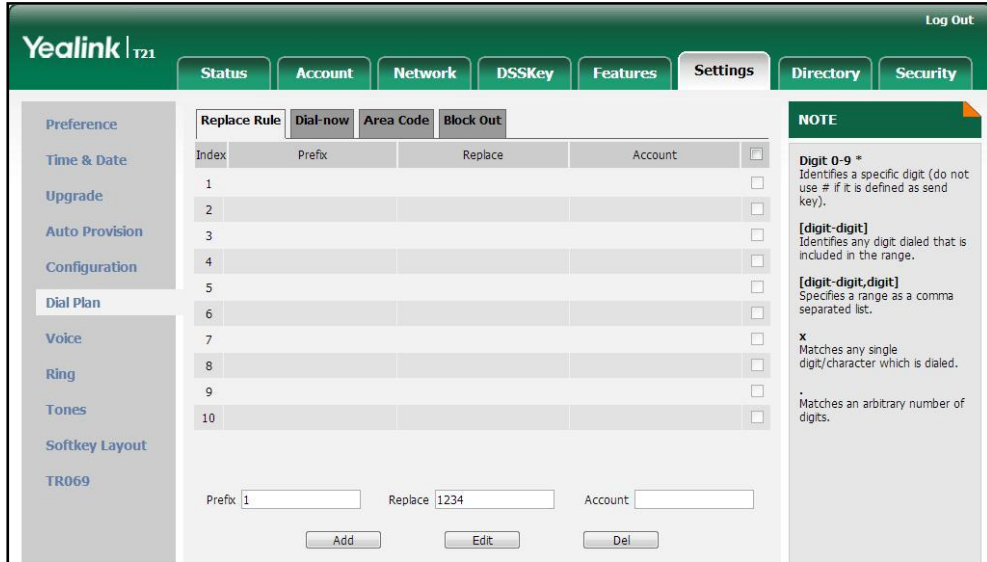 Log Out
Yealink | T21
Status Account Network DSSKey Features Settings Directory Security
Preference
Time & Date
Upgrade
Auto Provision
Configuration
Dial Plan
Voice
Ring
Tones
Softkey Layout
TR069
Replace Rule Dial-now Area Code Block Out
Index Prefix Replace Account
1
2
3
4
5
6
7
8
9
10
Prefix 1 Replace 1234 Account
Add Edit Del
NOTE
Digit 0-9 *
Identifies a specific digit (do not
use # if it is defined as send
key).
[digit-digit]
Identifies any digit dialed that is
included in the range.
[digit-digit,digit]
Specifies a range as a comma
separated list.
x
Matches any single
digit/character which is dialed.
.
Matches an arbitrary number of
digits.